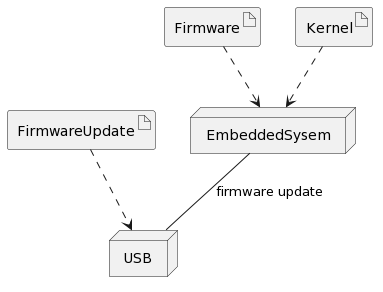 Firmware
Kernel
FirmwareUpdate
EmbeddedSysem
firmware update
USB